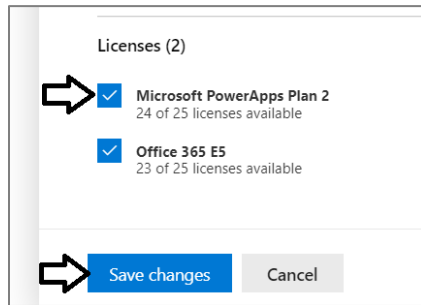 Licenses (2)
Microsoft PowerApps Plan 2
24 of 25 licenses available
Office 365 E5
23 of 25 licenses available
Save changes
Cancel